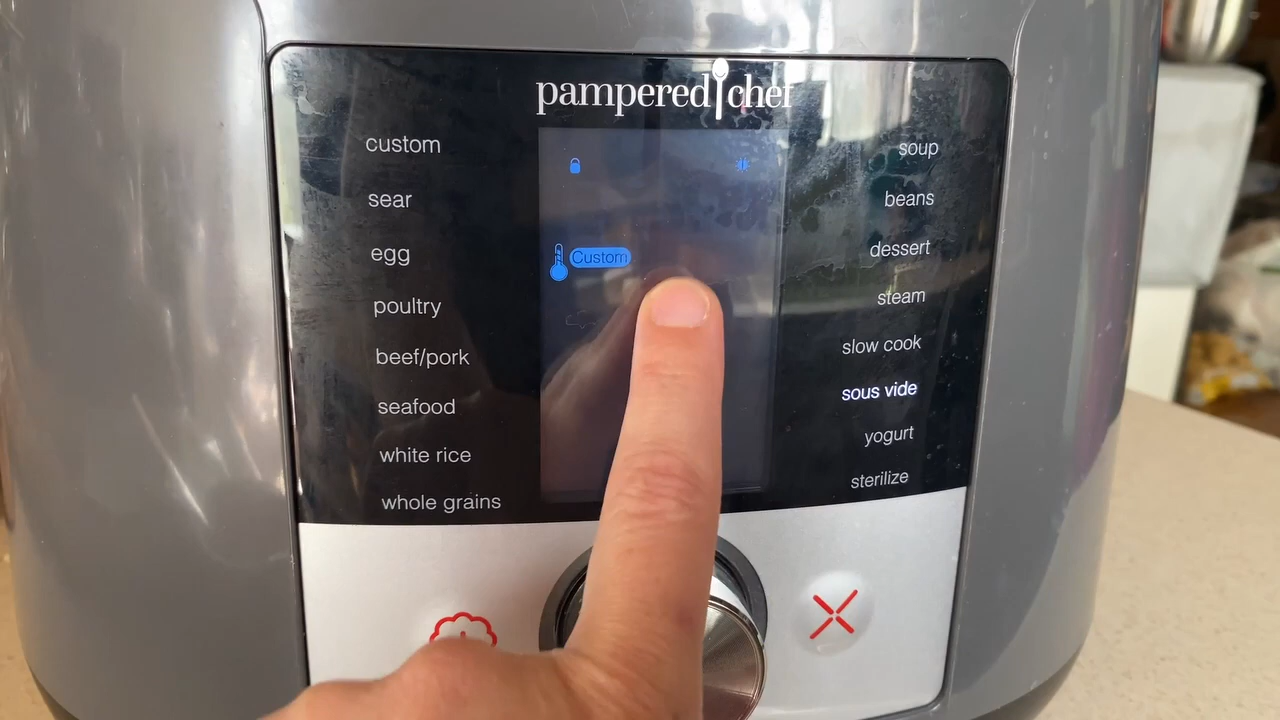 pampered chef
custom
sear
egg
poultry
beef/pork
seafood
white rice
whole grains
Custom
soup
beans
dessert
steam
slow cook
sous vide
yogurt
sterilize